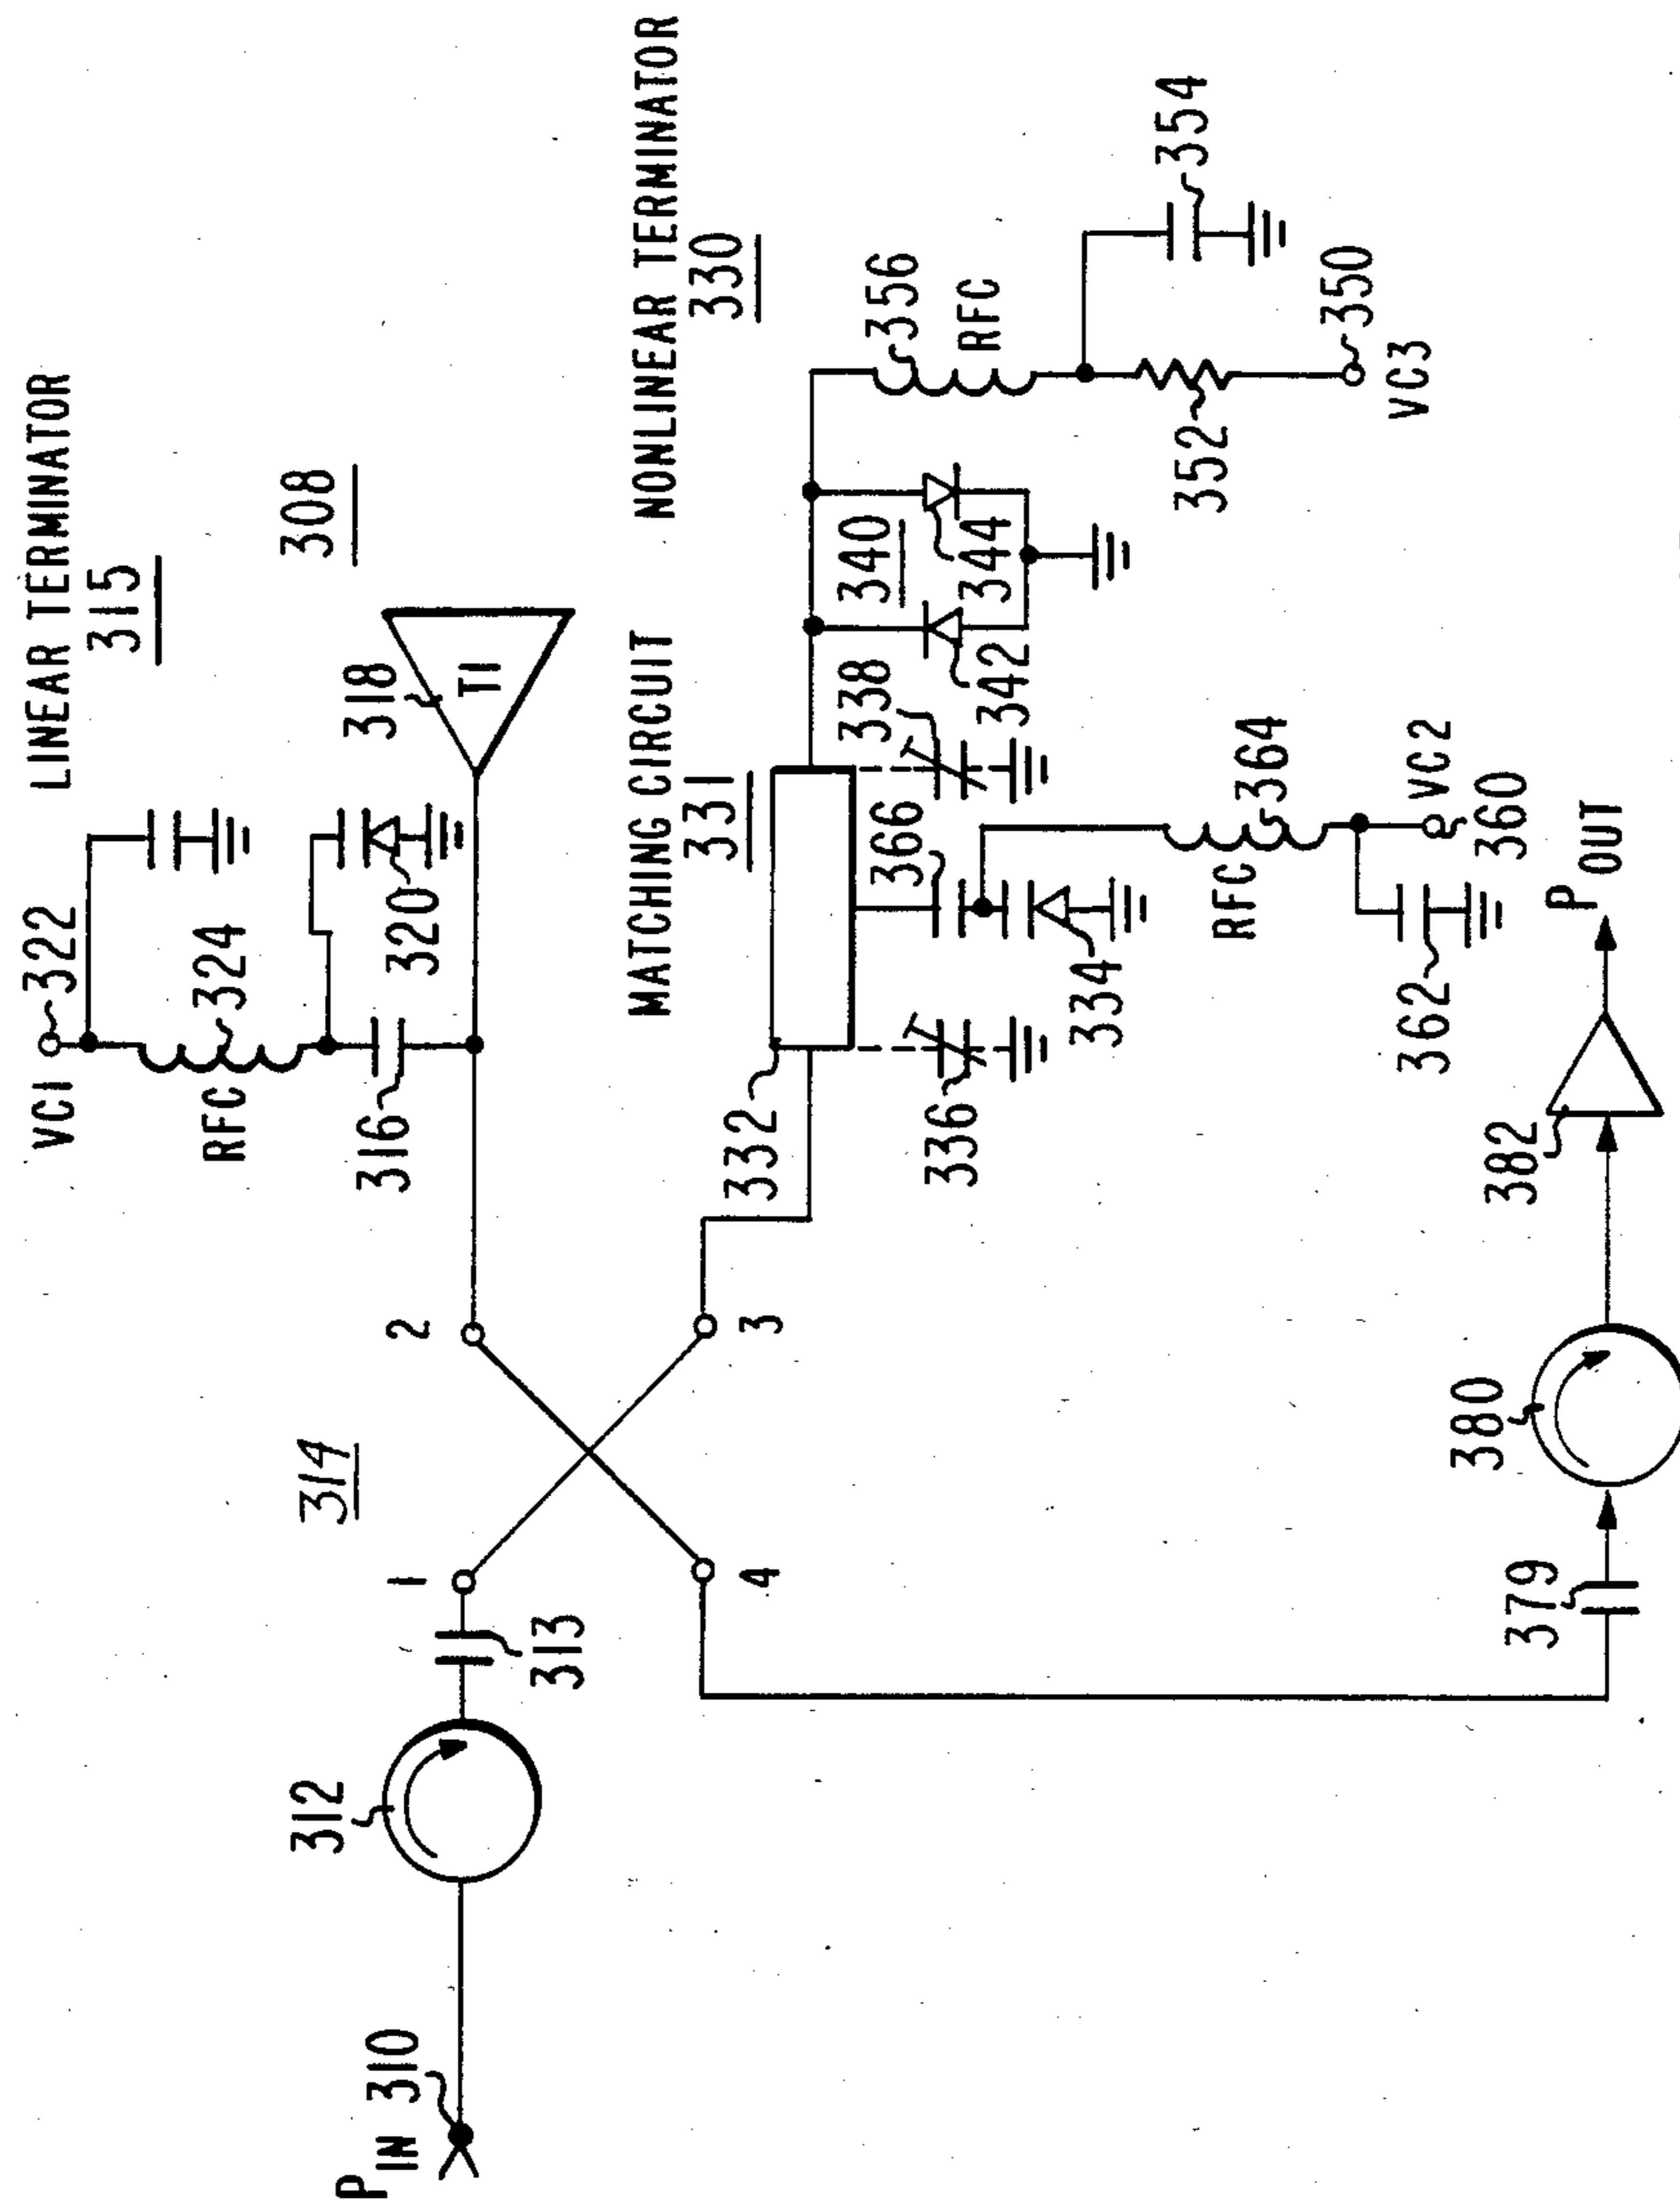 LINEAR TERMINATOR
315
VC1
322
RFC
324
308
316
320
318
T1
NONLINEAR TERMINATOR
330
MATCHING CIRCUIT
331
P IN
310
312
313
314
1
2
3
4
332
336
338
366
334
340
342
344
356
RFC
354
352
350
VC3
RFC
364
VC2
360
362
379
380
382
P OUT